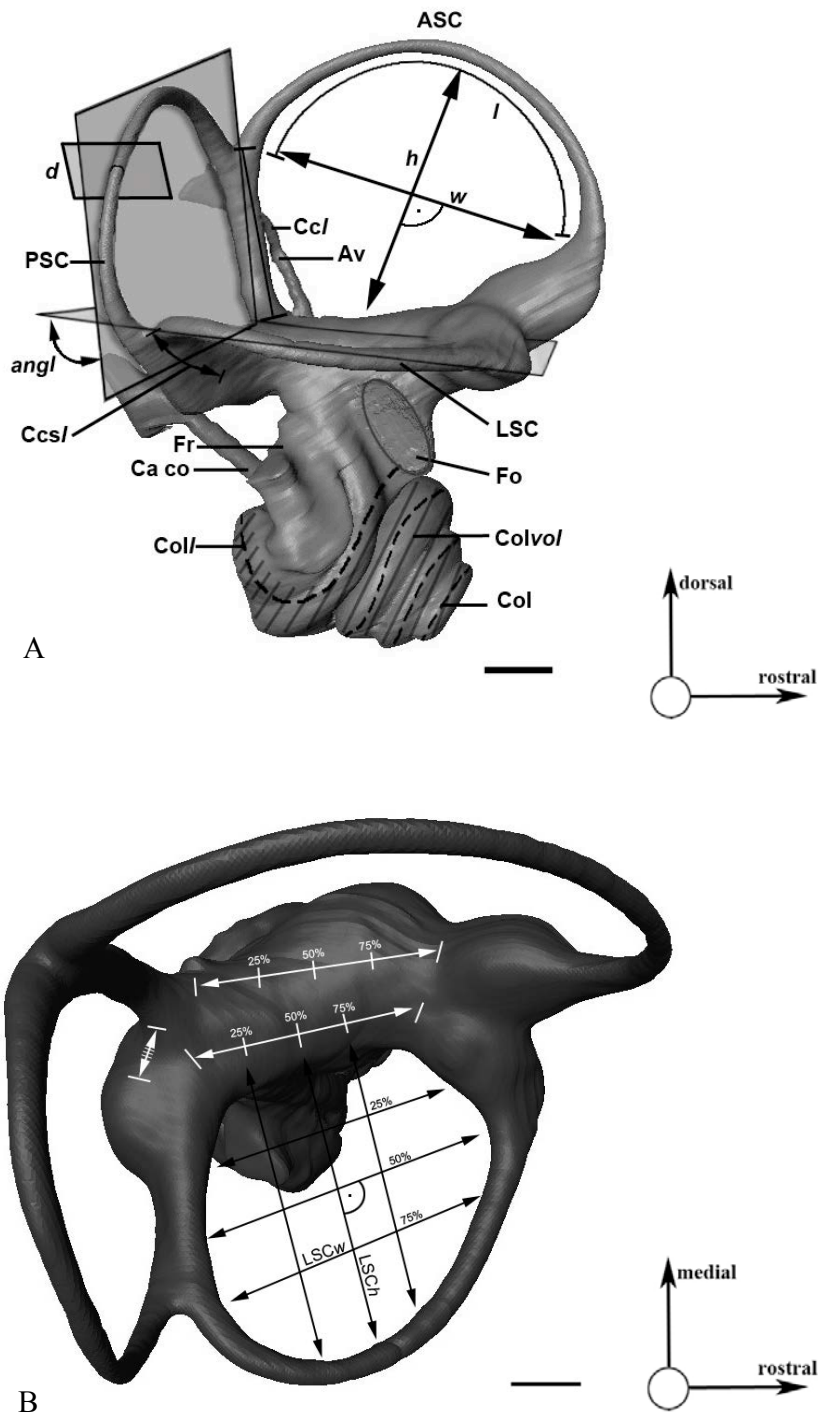 ASC
l
h
w
d
Ccl
Av
PSC
angl
Ccsl
LSC
Fr
Fo
Ca co
Coll
Colvol
Col
A
dorsal
rostral
25% 50% 75%
25% 50% 75%
25%
50%
75%
LSCw
LSCh
medial
rostral
B